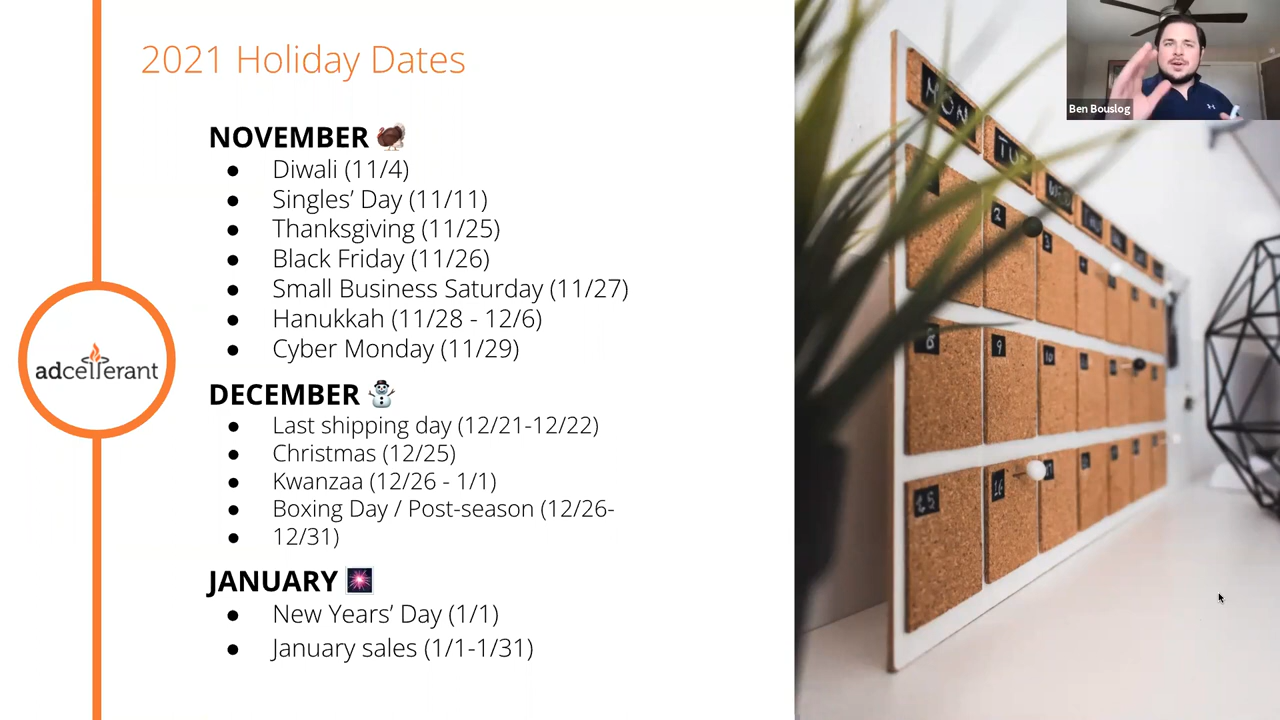 2021 Holiday Dates
NOVEMBER
● Diwali (11/4)
● Singles’ Day (11/11)
● Thanksgiving (11/25)
● Black Friday (11/26)
● Small Business Saturday (11/27)
● Hanukkah (11/28 - 12/6)
● Cyber Monday (11/29)
DECEMBER
● Last shipping day (12/21-12/22)
● Christmas (12/25)
● Kwanzaa (12/26 - 1/1)
● Boxing Day / Post-season (12/26-
● 12/31)
JANUARY
● New Years’ Day (1/1)
● January sales (1/1-1/31)
adcellerant
Ben Bouslog
MON
TUE
2
3
8
9
10
15
16